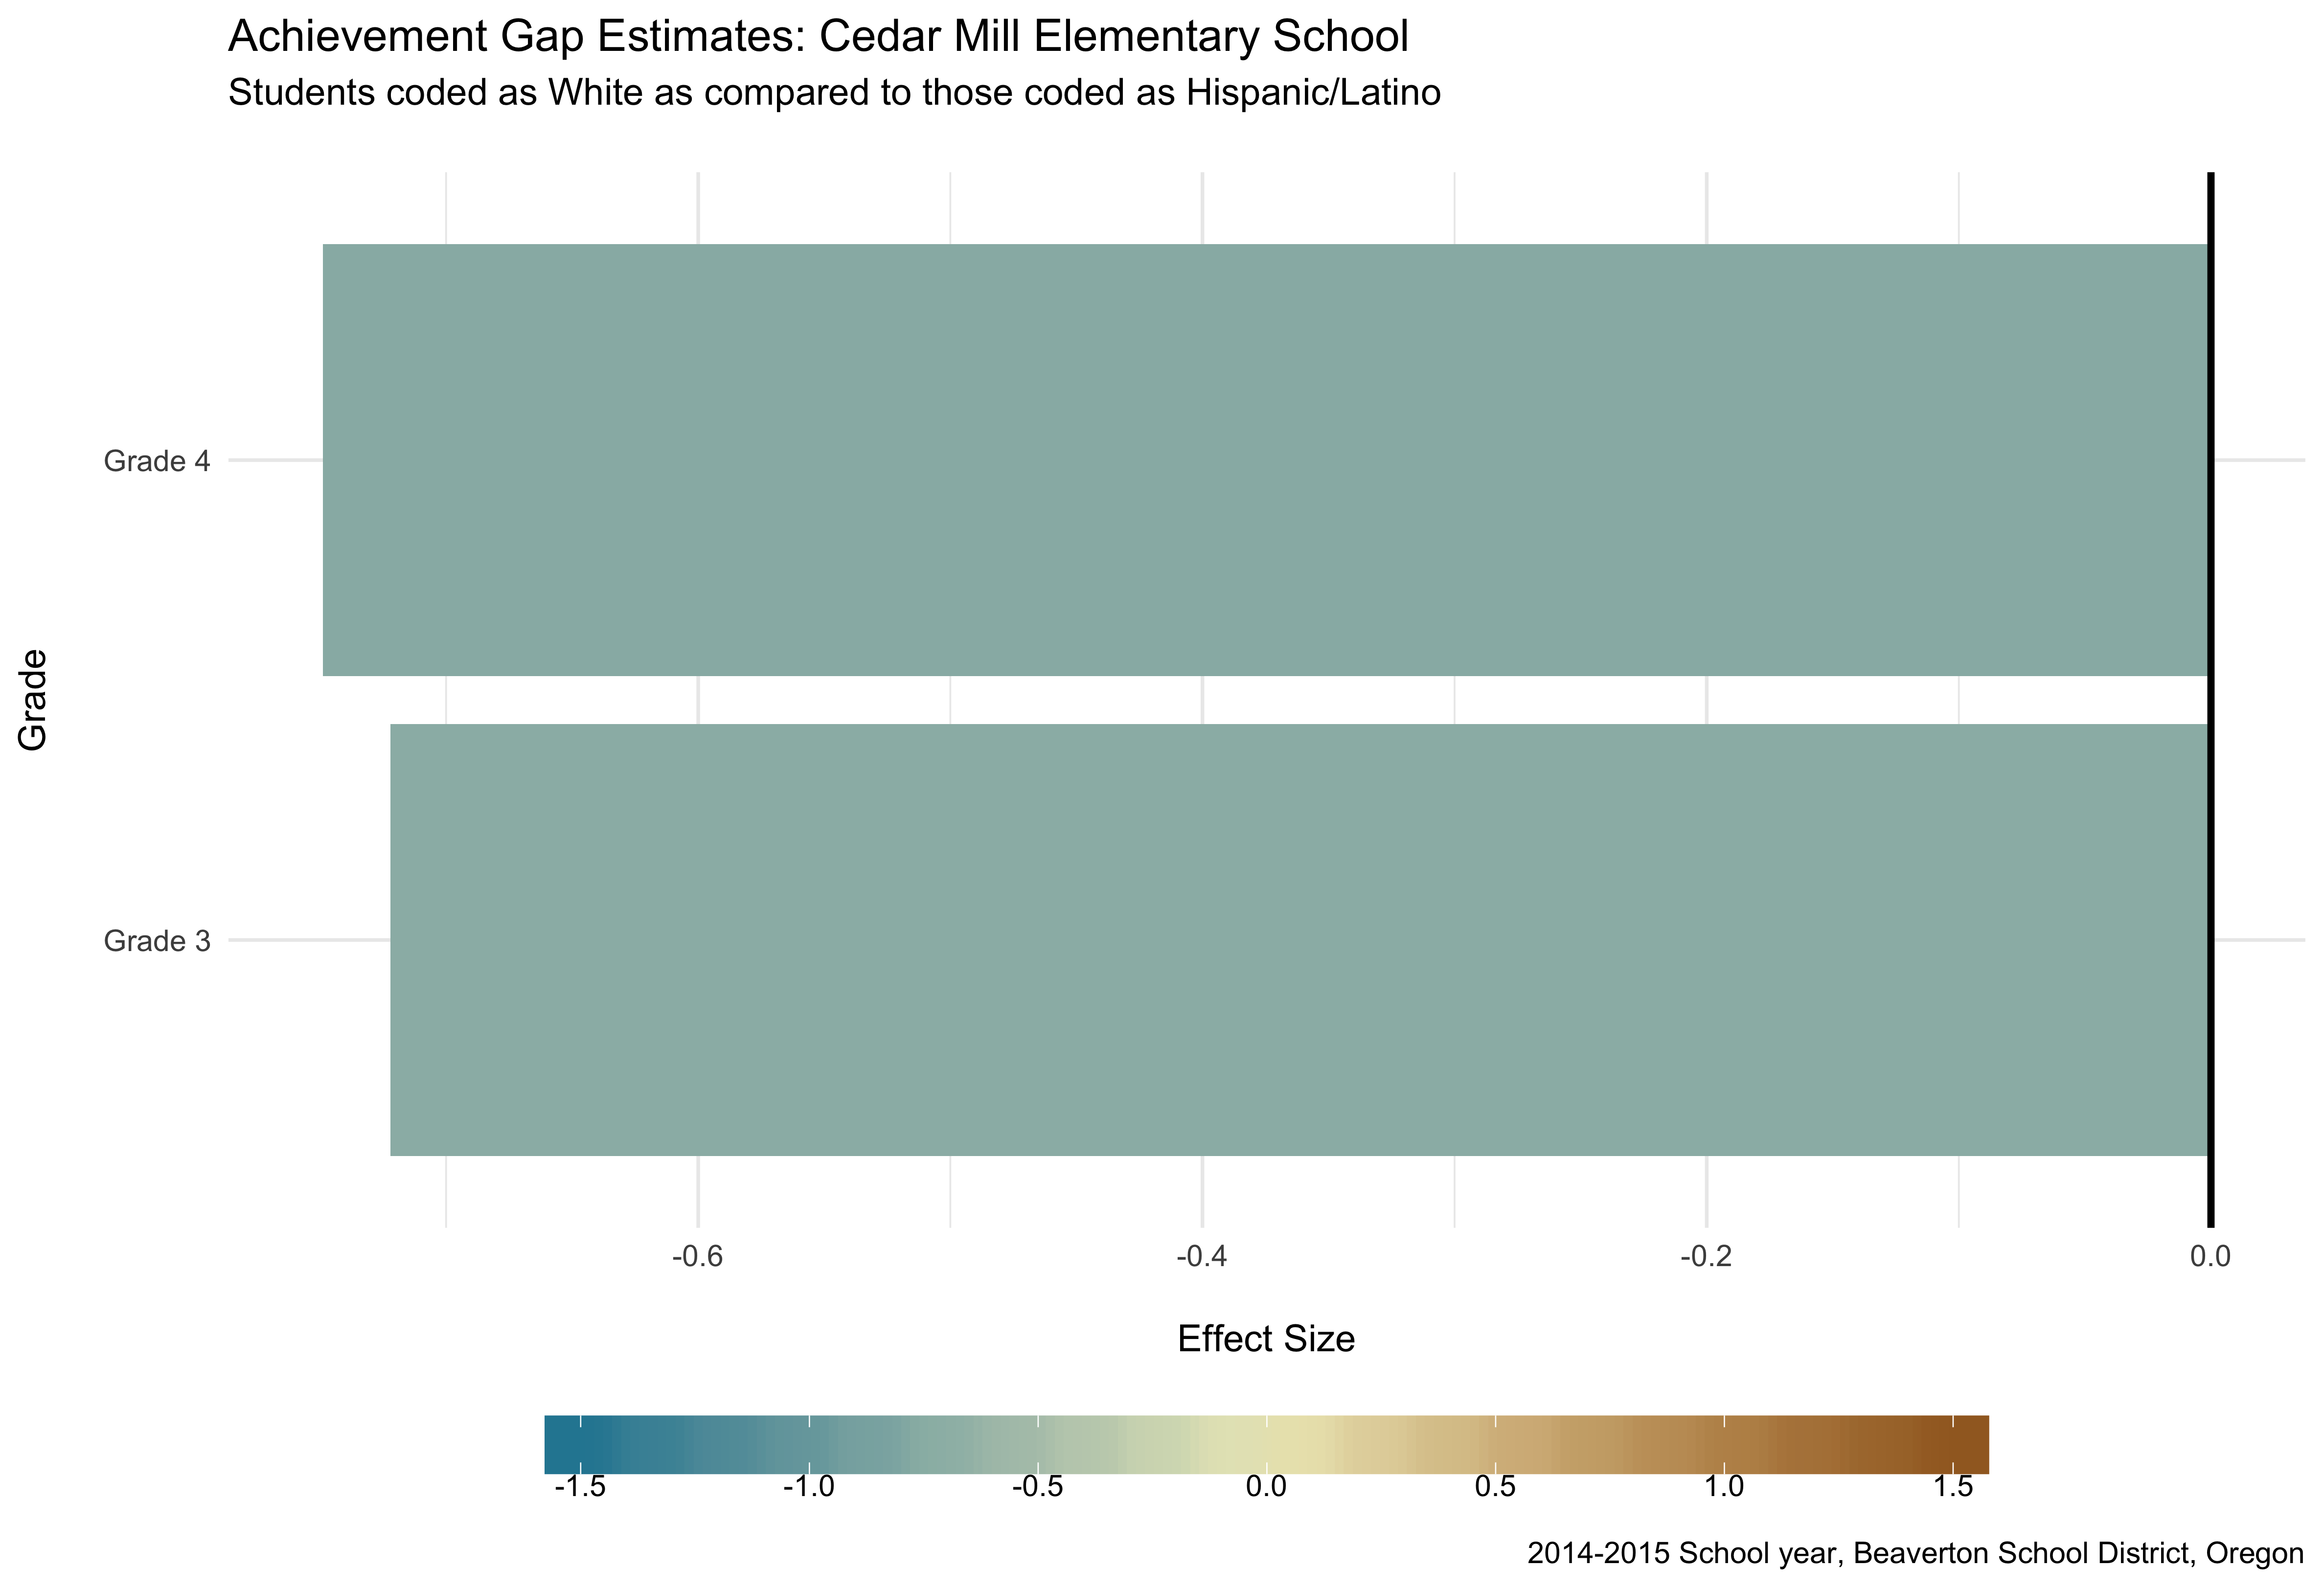 Achievement Gap Estimates: Cedar Mill Elementary School
Students coded as White as compared to those coded as Hispanic/Latino
Grade
Grade 4
Grade 3
-0.6 -0.4 -0.2 0.0
Effect Size
-1.5 -1.0 -0.5 0.0 0.5 1.0 1.5
2014-2015 School year, Beaverton School District, Oregon